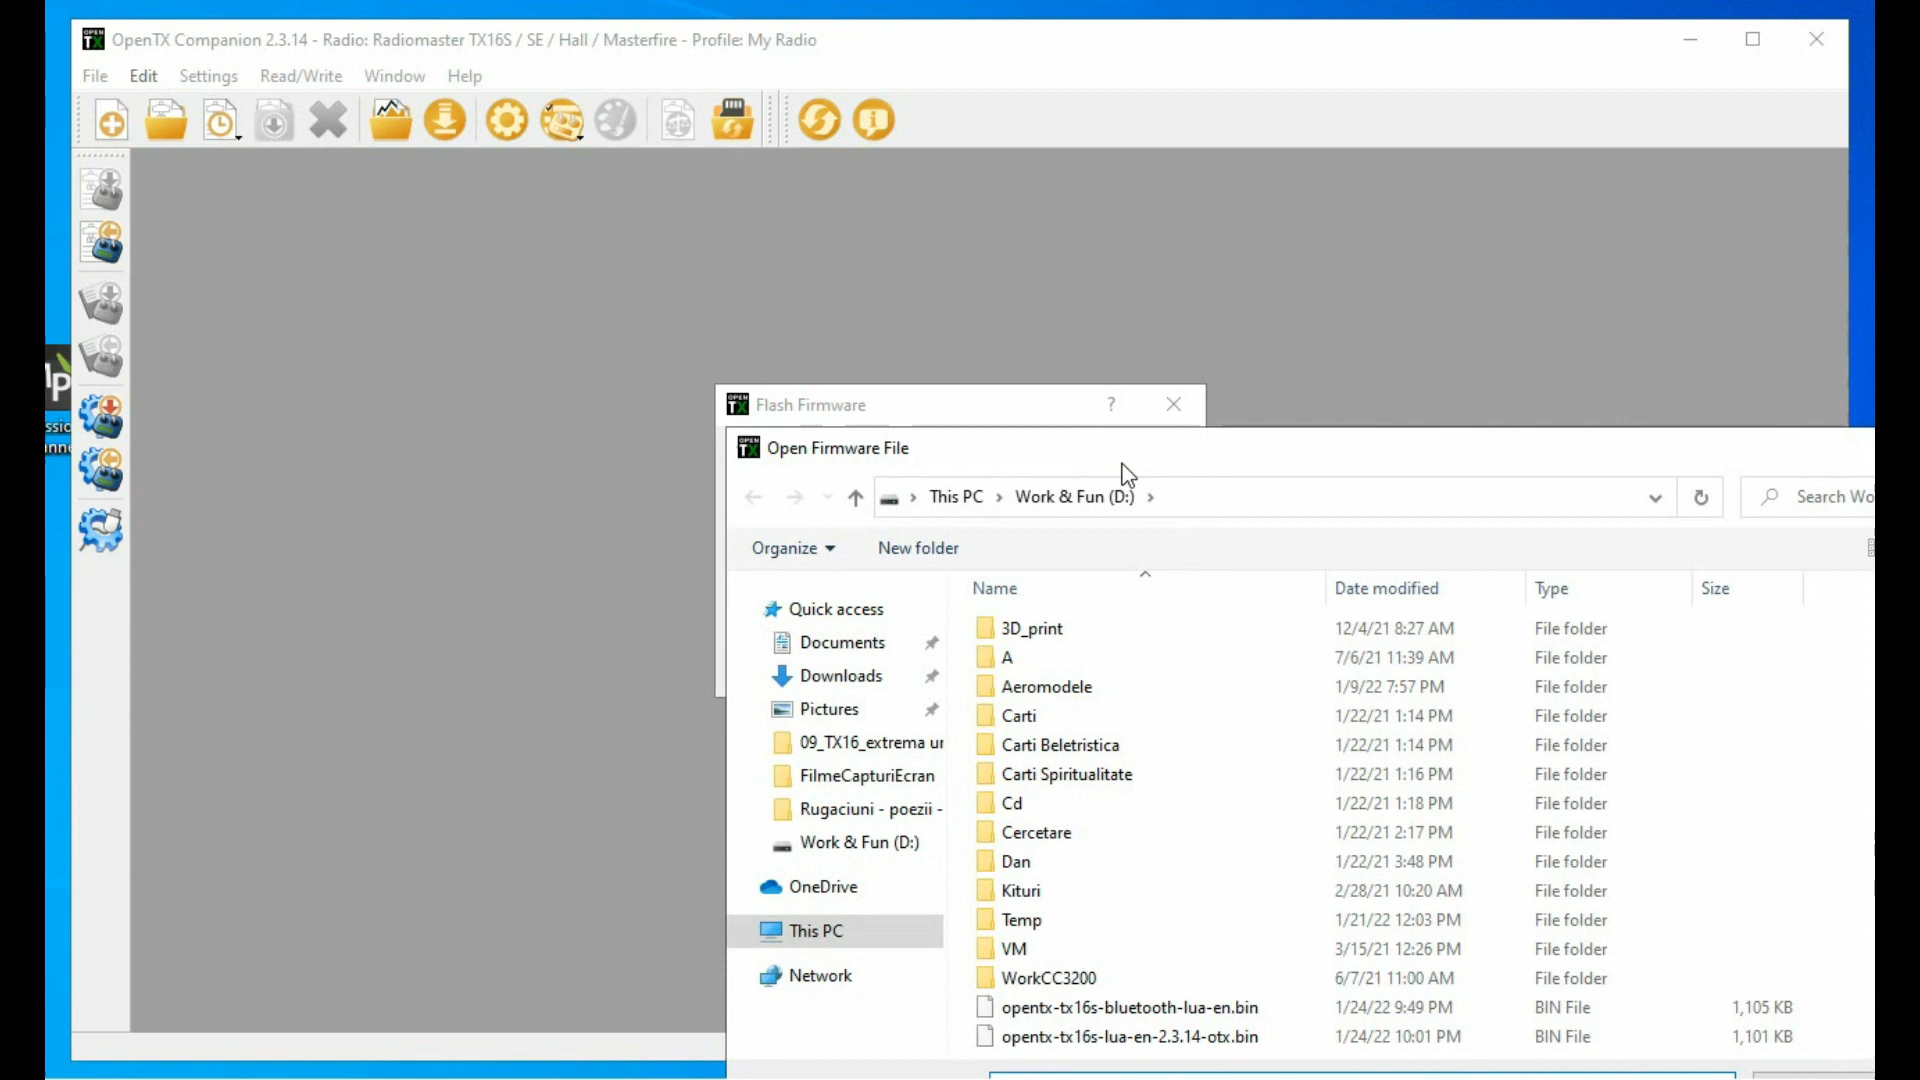 OpenTX Companion 2.3.14 - Radio: Radiomaster TX16S / SE / Hall / Masterfire - Profile: My Radio
File Edit Settings Read/Write Window Help
Flash Firmware
?
Open Firmware File
This PC > Work & Fun (D:) >
Search Wo
Organize
New folder
Name Date modified Type Size
Quick access
Documents
Downloads
Pictures
09_TX16_extrema ur
FilmeCapturiEcran
Rugaciuni - poezii -
Work & Fun (D:)
OneDrive
This PC
Network
3D_print 12/4/21 8:27 AM File folder
A 7/6/21 11:39 AM File folder
Aeromodele 1/9/22 7:57 PM File folder
Carti 1/22/21 1:14 PM File folder
Carti Beletristica 1/22/21 1:14 PM File folder
Carti Spiritualitate 1/22/21 1:16 PM File folder
Cd 1/22/21 1:18 PM File folder
Cercetare 1/22/21 2:17 PM File folder
Dan 1/22/21 3:48 PM File folder
Kituri 2/28/21 10:20 AM File folder
Temp 1/21/22 12:03 PM File folder
VM 3/15/21 12:26 PM File folder
WorkCC3200 6/7/21 11:00 AM File folder
opentx-tx16s-bluetooth-lua-en.bin 1/24/22 9:49 PM BIN File 1,105 KB
opentx-tx16s-lua-en-2.3.14-otx.bin 1/24/22 10:01 PM BIN File 1,101 KB